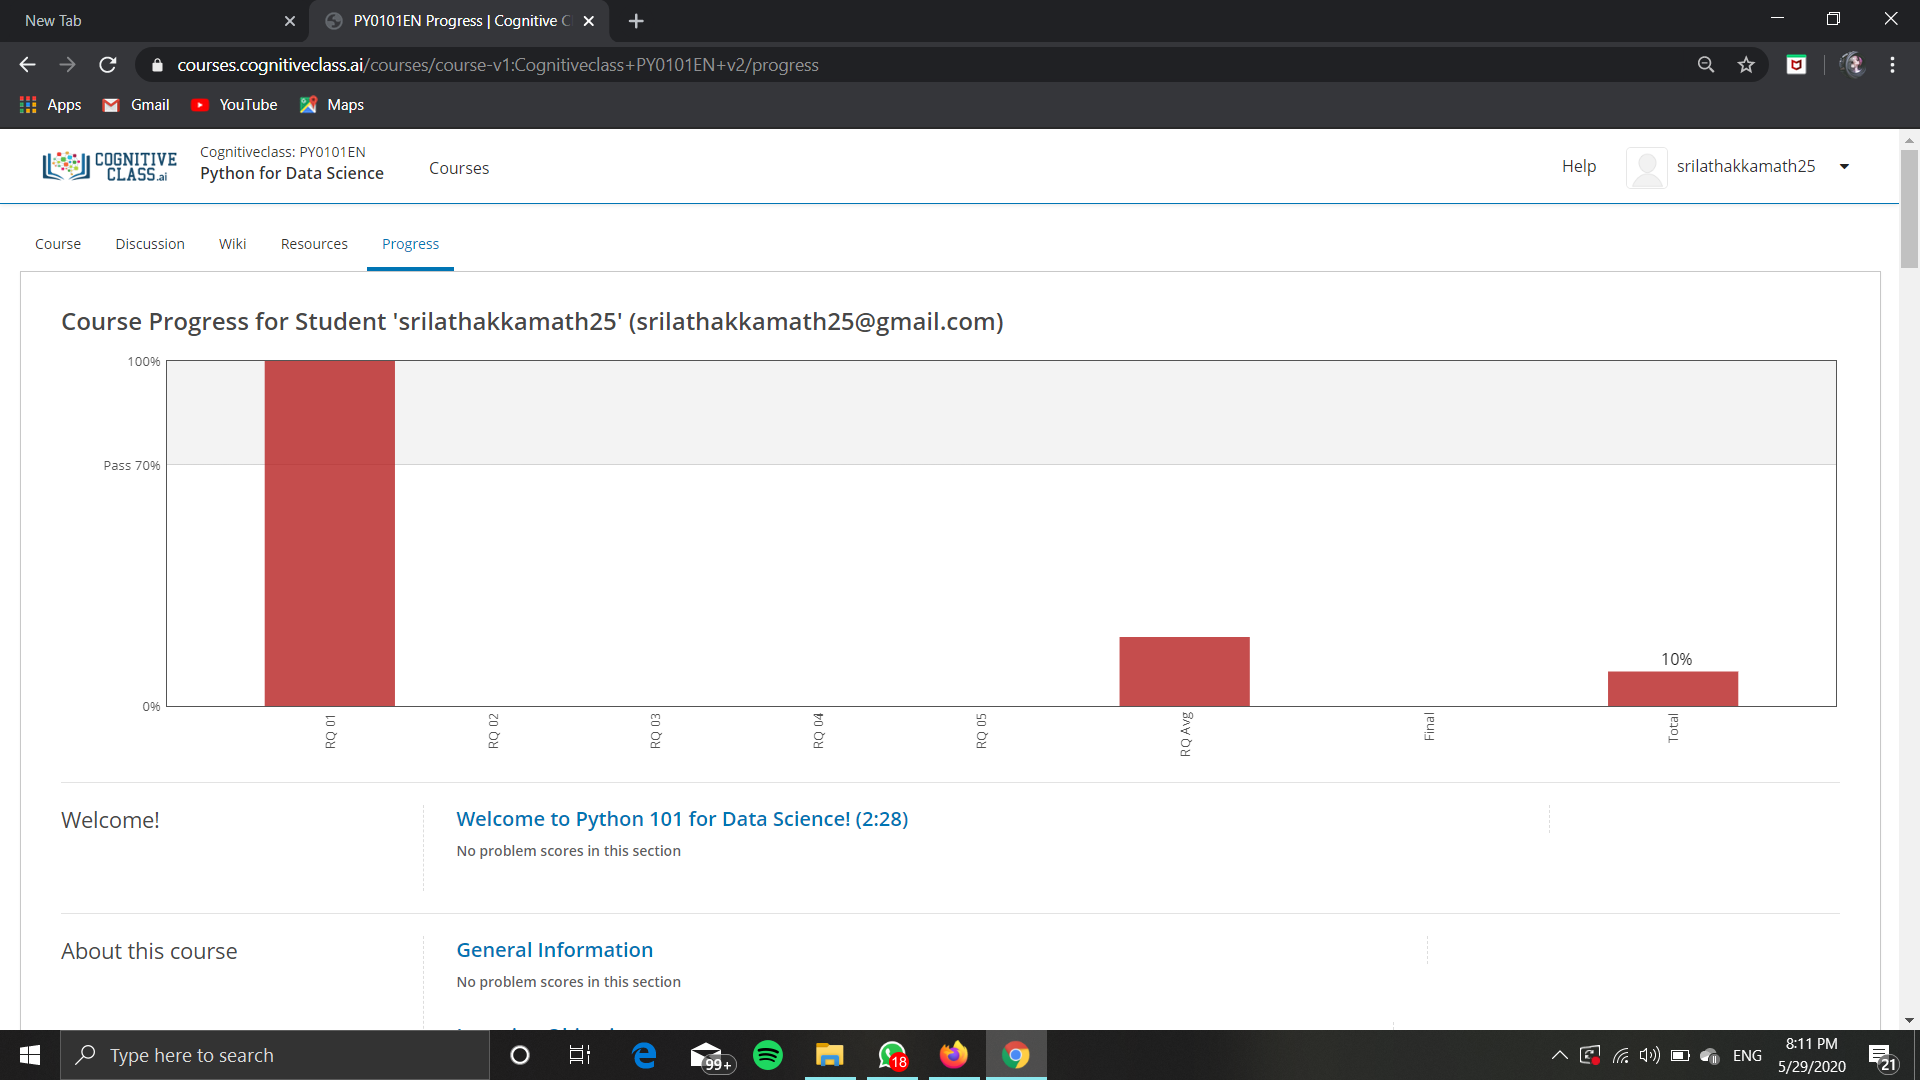 New Tab
PY0101EN Progress | Cognitive C
courses.cognitiveclass.ai/courses/course-v1:Cognitiveclass+PY0101EN+v2/progress
Apps
Gmail
YouTube
Maps
COGNITIVE
CLASS.ai
Cognitiveclass: PY0101EN
Python for Data Science
Courses
Help
srilathakkamath25
Course
Discussion
Wiki
Resources
Progress
Course Progress for Student 'srilathakkamath25' (srilathakkamath25@gmail.com)
100%
Pass 70%
0%
10%
RQ 01
RQ 02
RQ 03
RQ 04
RQ 05
RQ Avg
Final
Total
Welcome!
Welcome to Python 101 for Data Science! (2:28)
No problem scores in this section
About this course
General Information
No problem scores in this section
Type here to search
99+
18
ENG
8:11 PM
5/29/2020
21